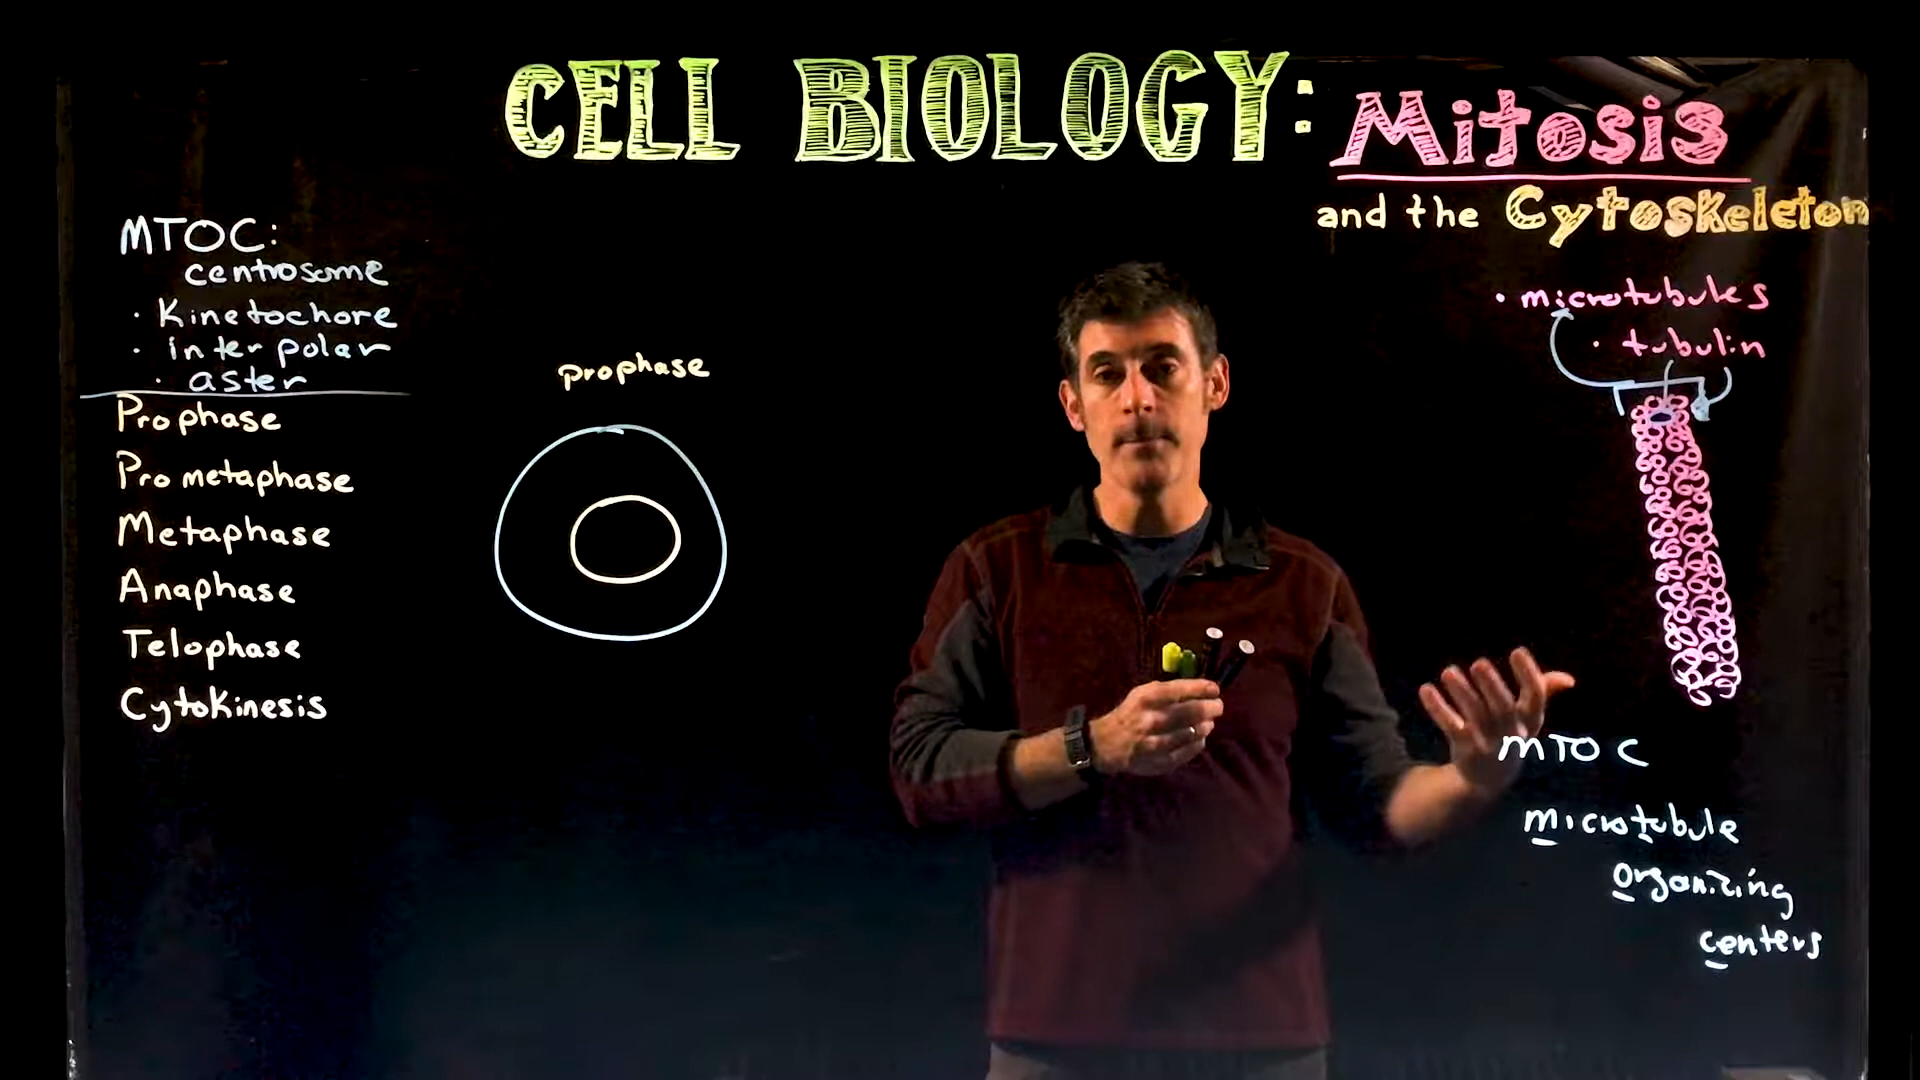 CELL BIOLOGY: Mitosis
and the Cytoskeleton
MTOC:
centrosome
· Kinetochore
· interpolar
· aster
Prophase
Prometaphase
Metaphase
Anaphase
Telophase
Cytokinesis
prophase
· microtubules
· tubulin
MTOC
microtubule
organizing
centers